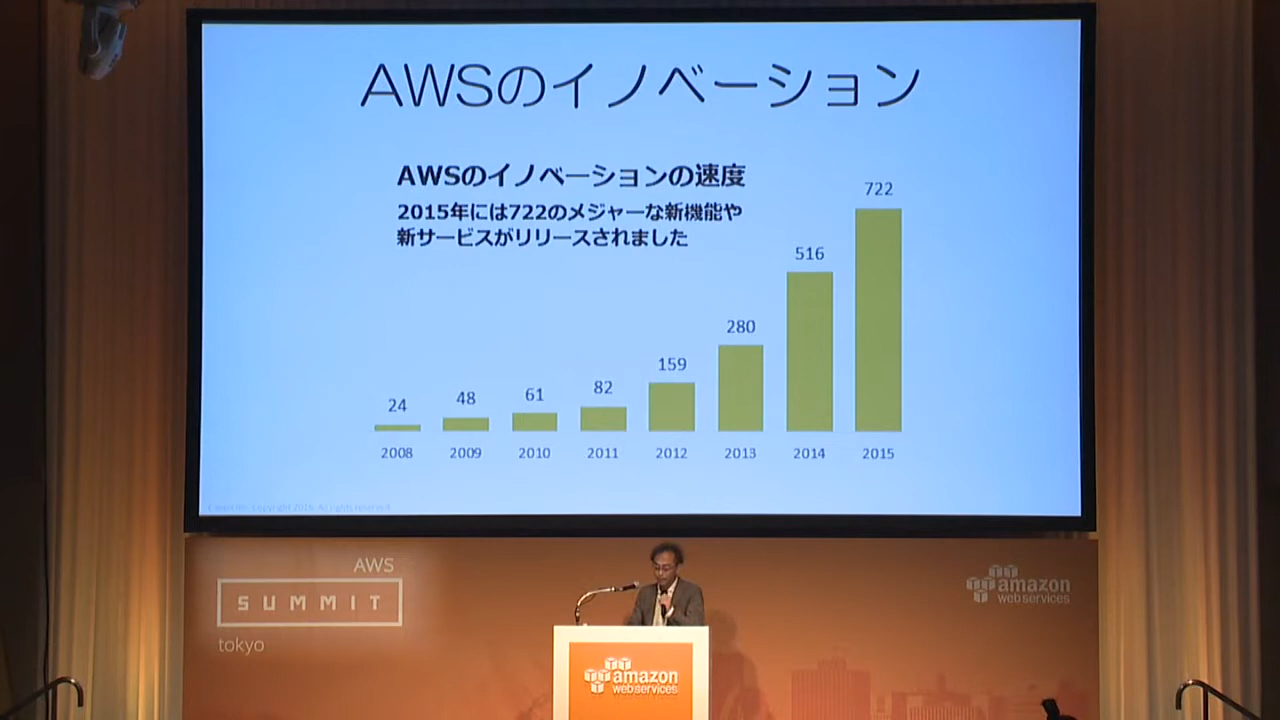 AWSのイノベーション
AWSのイノベーションの速度
2015年には722のメジャーな新機能や
新サービスがリリースされました
24
48
61
82
159
280
516
722
2008
2009
2010
2011
2012
2013
2014
2015
AWS
SUMMIT
tokyo
amazon
web services
amazon
web services